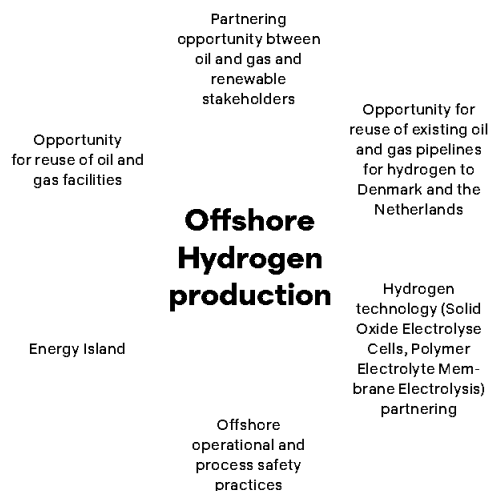 Partnering
opportunity btween
oil and gas and
renewable
stakeholders
Opportunity for
reuse of existing oil
and gas pipelines
for hydrogen to
Denmark and the
Netherlands
Opportunity
for reuse of oil and
gas facilities
Offshore
Hydrogen
production
Hydrogen
technology (Solid
Oxide Electrolyse
Cells, Polymer
Electrolyte Mem-
brane Electrolysis)
partnering
Energy Island
Offshore
operational and
process safety
practices